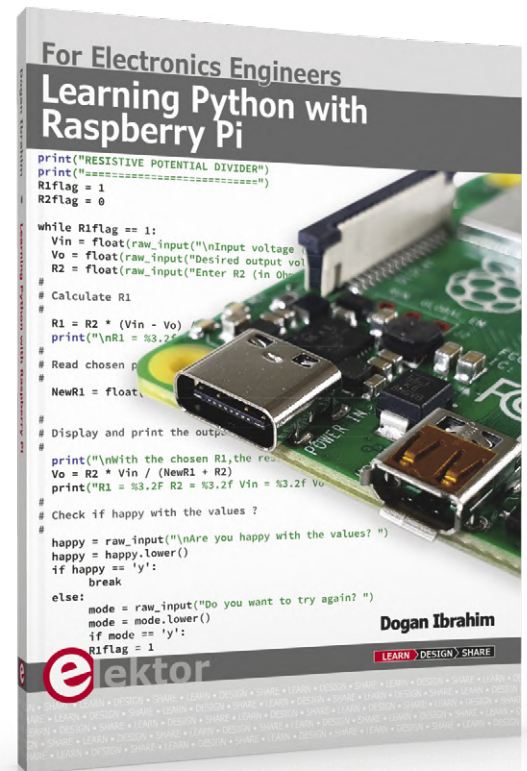 For Electronics Engineers
Learning Python with
Raspberry Pi
print("RESISTIVE POTENTIAL DIVIDER")
print("===========================")
R1flag = 1
R2flag = 0
while R1flag == 1:
Vin = float(raw_input("\nInput voltage
Vo = float(raw_input("Desired output vol
R2 = float(raw_input("Enter R2 (in Oh
#
# Calculate R1
#
R1 = R2 * (Vin - Vo)
print("\nR1 = %3.2f
#
# Read chosen
#
NewR1 = float
#
# Display and print the outp
#
print("\nWith the chosen R1,the re
Vo = R2 * Vin / (NewR1 + R2)
print("R1 = %3.2F R2 = %3.2f Vin = %3.2f Vo
#
# Check if happy with the values ?
#
happy = raw_input("\nAre you happy with the values? ")
happy = happy.lower()
if happy == 'y':
break
else:
mode = raw_input("Do you want to try again? ")
mode = mode.lower()
if mode == 'y':
R1flag = 1
POWER IN
Dogan Ibrahim
LEARN DESIGN SHARE
elektor
Dogan Ibrahim
Learning Python with Raspberry Pi